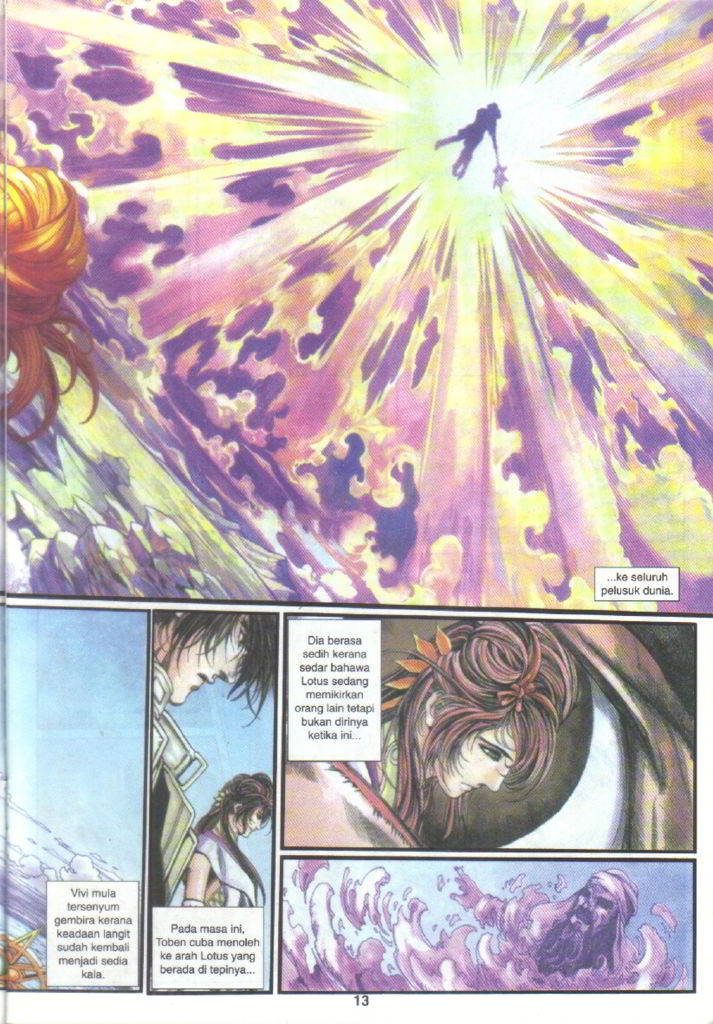 ...ke seluruh
pelusuk dunia.
Vivi mula
tersenyum
gembira kerana
keadaan langit
sudah kembali
menjadi sedia
kala.
Pada masa ini,
Toben cuba menoleh
ke arah Lotus yang
berada di tepinya...
Dia berasa
sedih kerana
sedar bahawa
Lotus sedang
memikirkan
orang lain tetapi
bukan dirinya
ketika ini...
13